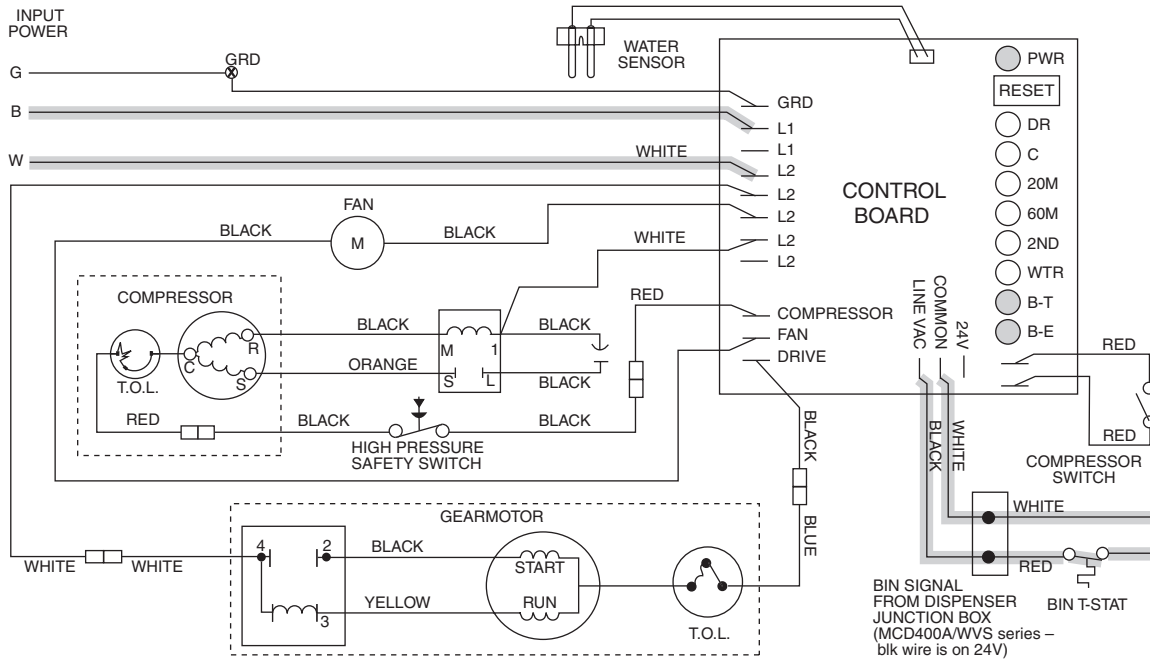 INPUT
POWER
G
GRD
B
W
WHITE
WATER
SENSOR
GRD
L1
L1
L2
L2
L2
L2
L2
CONTROL
BOARD
PWR
RESET
DR
C
20M
60M
2ND
WTR
B-T
B-E
FAN
M
BLACK
BLACK
WHITE
COMPRESSOR
T.O.L.
C
R
S
BLACK
ORANGE
M
1
S
L
BLACK
BLACK
RED
RED
BLACK
HIGH PRESSURE
SAFETY SWITCH
BLACK
COMPRESSOR
FAN
DRIVE
LINE VAC
COMMON
24V
RED
RED
COMPRESSOR
SWITCH
BLACK
WHITE
BLACK
BLUE
WHITE
RED
BIN T-STAT
BIN SIGNAL
FROM DISPENSER
JUNCTION BOX
(MCD400A/WVS series –
blk wire is on 24V)
GEARMOTOR
WHITE
WHITE
4
2
3
BLACK
YELLOW
START
RUN
T.O.L.